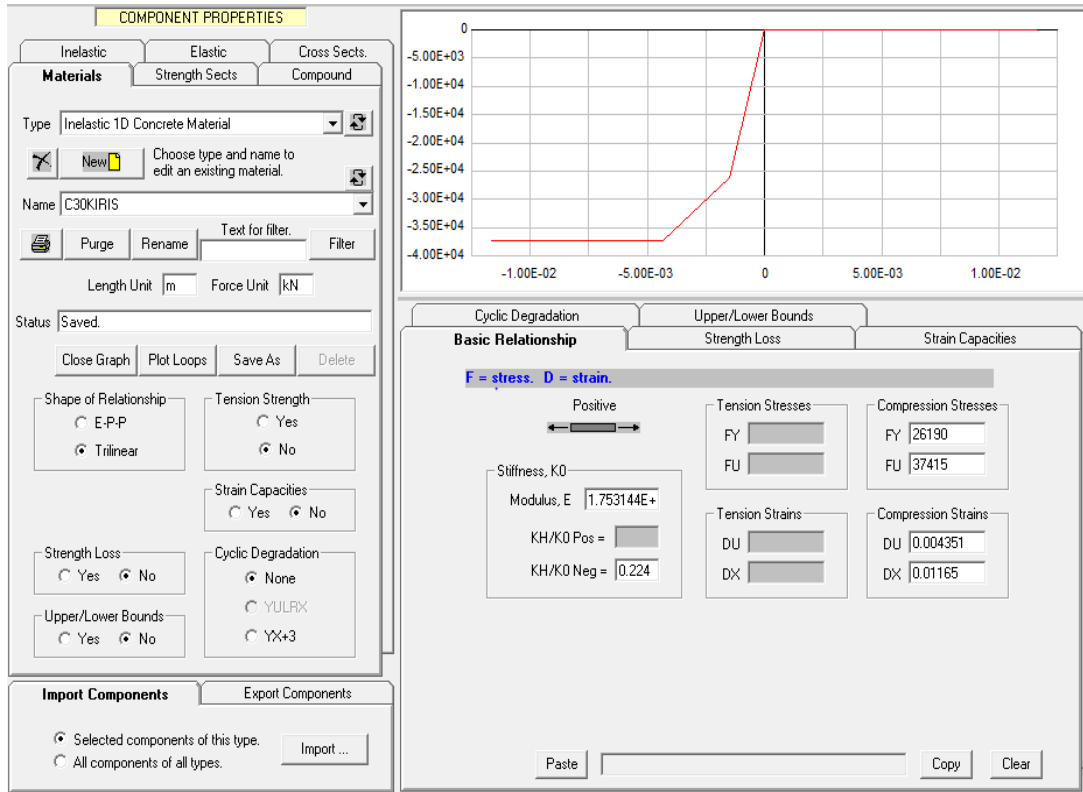 COMPONENT PROPERTIES
Inelastic Elastic Cross Sects.
Materials Strength Sects Compound
Type Inelastic 1D Concrete Material
New Choose type and name to
edit an existing material.
Name C30KIRIS
Text for filter.
Purge Rename Filter
Length Unit m Force Unit kN
Status Saved.
Close Graph Plot Loops Save As Delete
Shape of Relationship
E-P-P
Trilinear
Tension Strength
Yes
No
Strain Capacities
Yes No
Strength Loss
Yes No
Cyclic Degradation
None
YULRX
YX+3
Upper/Lower Bounds
Yes No
Import Components Export Components
Selected components of this type.
All components of all types.
Import ...
0
-5.00E+03
-1.00E+04
-1.50E+04
-2.00E+04
-2.50E+04
-3.00E+04
-3.50E+04
-4.00E+04
-1.00E-02 -5.00E-03 0 5.00E-03 1.00E-02
Cyclic Degradation Upper/Lower Bounds
Basic Relationship Strength Loss Strain Capacities
F = stress. D = strain.
Positive
Stiffness, K0
Modulus, E 1.753144E+
KH/K0 Pos =
KH/K0 Neg = 0.224
Tension Stresses
FY
FU
Compression Stresses
FY 26190
FU 37415
Tension Strains
DU
DX
Compression Strains
DU 0.004351
DX 0.01165
Paste Copy Clear